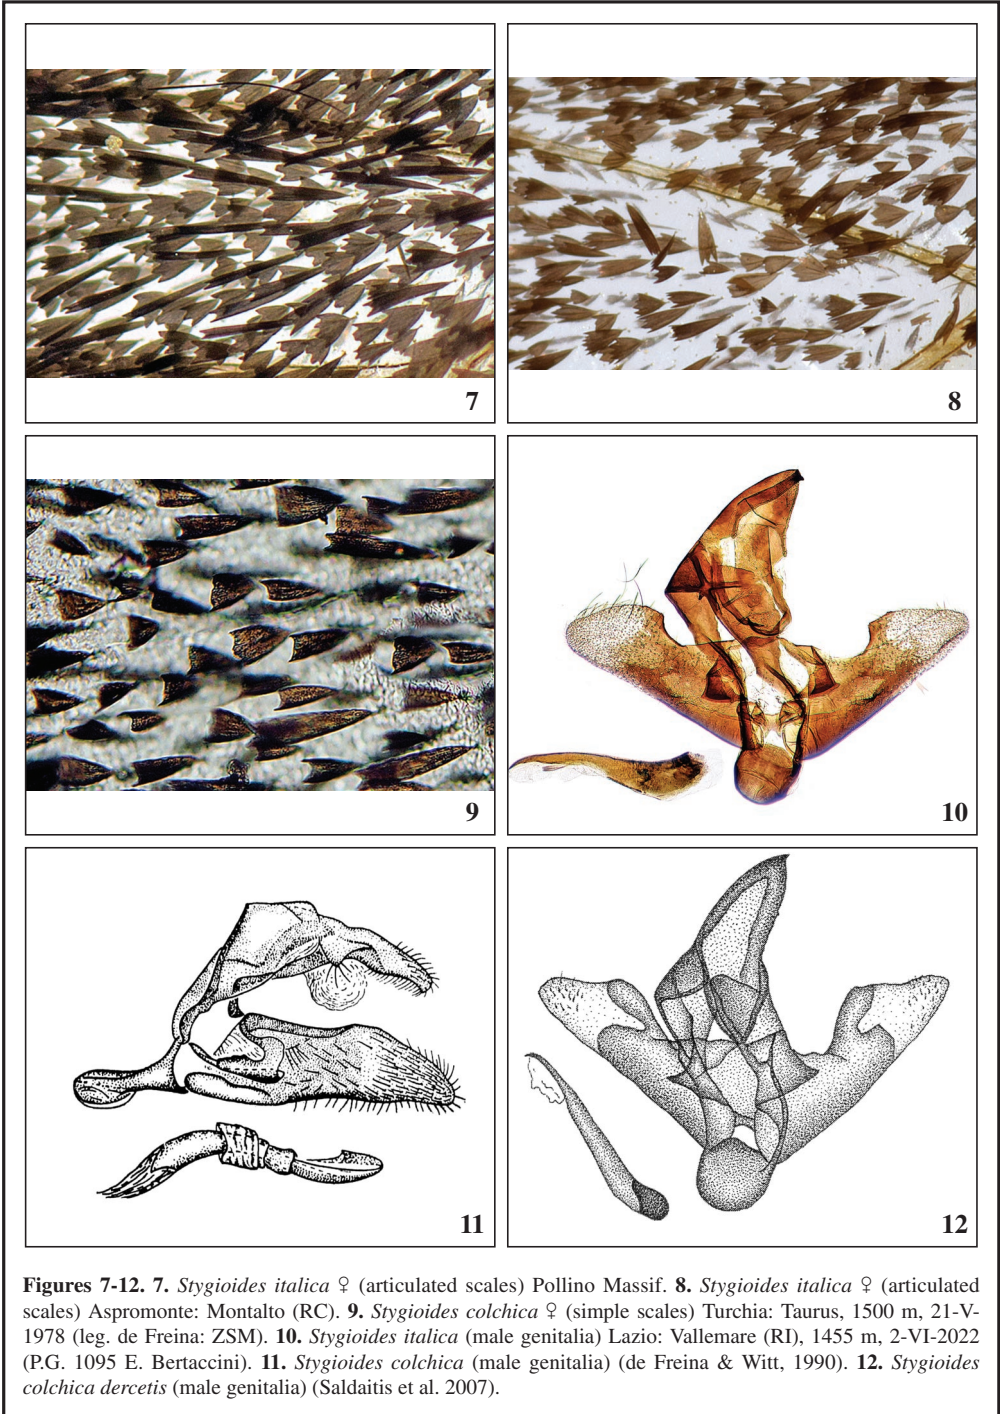 7
8
9
10
11
12
Figures 7-12. 7. Stygioides italica ♀ (articulated scales) Pollino Massif. 8. Stygioides italica ♀ (articulated
scales) Aspromonte: Montalto (RC). 9. Stygioides colchica ♀ (simple scales) Turchia: Taurus, 1500 m, 21-V-
1978 (leg. de Freina: ZSM). 10. Stygioides italica (male genitalia) Lazio: Vallemare (RI), 1455 m, 2-VI-2022
(P.G. 1095 E. Bertaccini). 11. Stygioides colchica (male genitalia) (de Freina & Witt, 1990). 12. Stygioides
colchica dercetis (male genitalia) (Saldaitis et al. 2007).